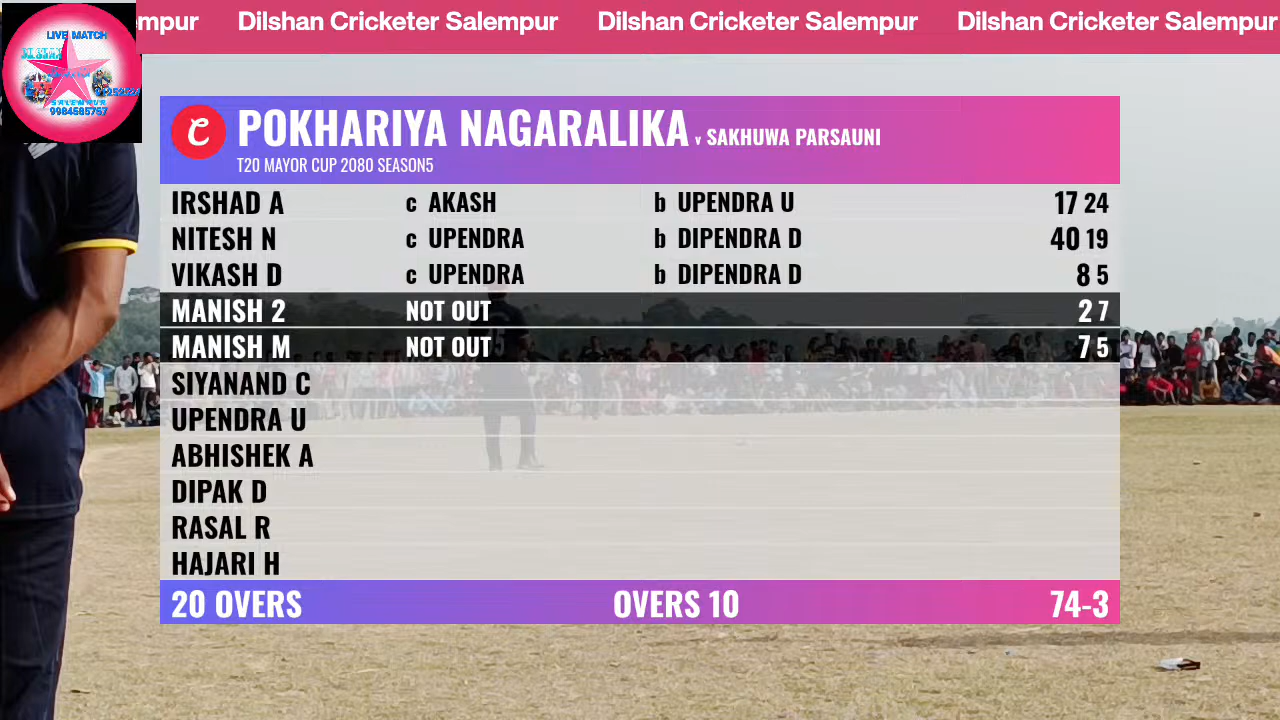 mpur Dilshan Cricketer Salempur Dilshan Cricketer Salempur Dilshan Cricketer Salempur
LIVE MATCH
SALEMPUR
9984585757
C POKHARIYA NAGARALIKA v SAKHUWA PARSAUNI
T20 MAYOR CUP 2080 SEASON5
IRSHAD A c AKASH b UPENDRA U 17 24
NITESH N c UPENDRA b DIPENDRA D 40 19
VIKASH D c UPENDRA b DIPENDRA D 8 5
MANISH 2 NOT OUT 2 7
MANISH M NOT OUT 7 5
SIYANAND C
UPENDRA U
ABHISHEK A
DIPAK D
RASAL R
HAJARI H
20 OVERS OVERS 10 74-3